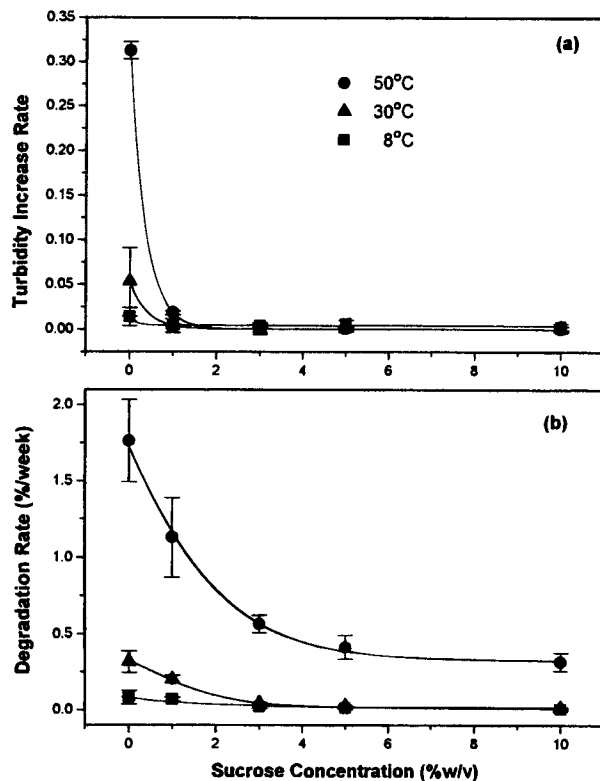 0.35
(a)
0.30
50°C
0.25
30°C
8°C
0.20
0.15
0.10
0.05
0.00
Turbidity Increase Rate
0 2 4 6 8 10
2.0
(b)
1.5
1.0
0.5
0.0
Degradation Rate (%/week)
0 2 4 6 8 10
Sucrose Concentration (%w/v)